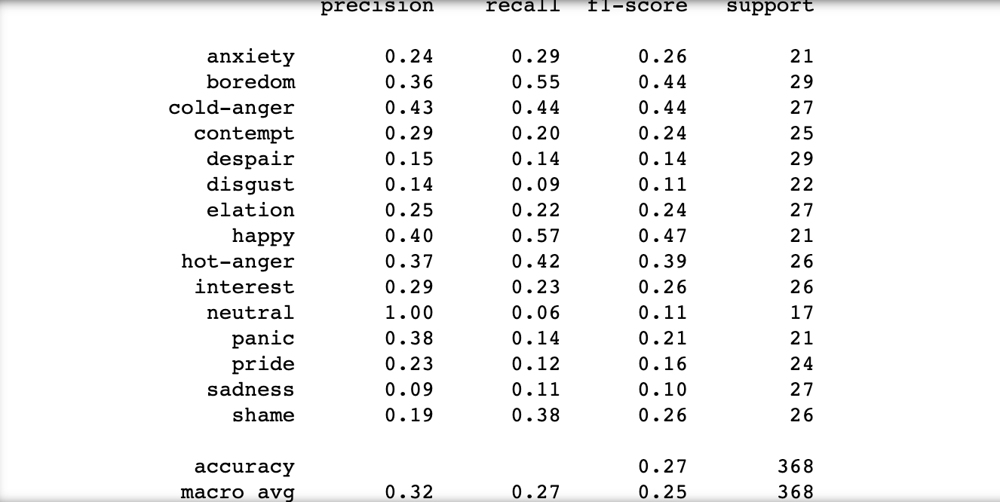 precision recall f1-score support
anxiety 0.24 0.29 0.26 21
boredom 0.36 0.55 0.44 29
cold-anger 0.43 0.44 0.44 27
contempt 0.29 0.20 0.24 25
despair 0.15 0.14 0.14 29
disgust 0.14 0.09 0.11 22
elation 0.25 0.22 0.24 27
happy 0.40 0.57 0.47 21
hot-anger 0.37 0.42 0.39 26
interest 0.29 0.23 0.26 26
neutral 1.00 0.06 0.11 17
panic 0.38 0.14 0.21 21
pride 0.23 0.12 0.16 24
sadness 0.09 0.11 0.10 27
shame 0.19 0.38 0.26 26
accuracy 0.27 368
macro avg 0.32 0.27 0.25 368